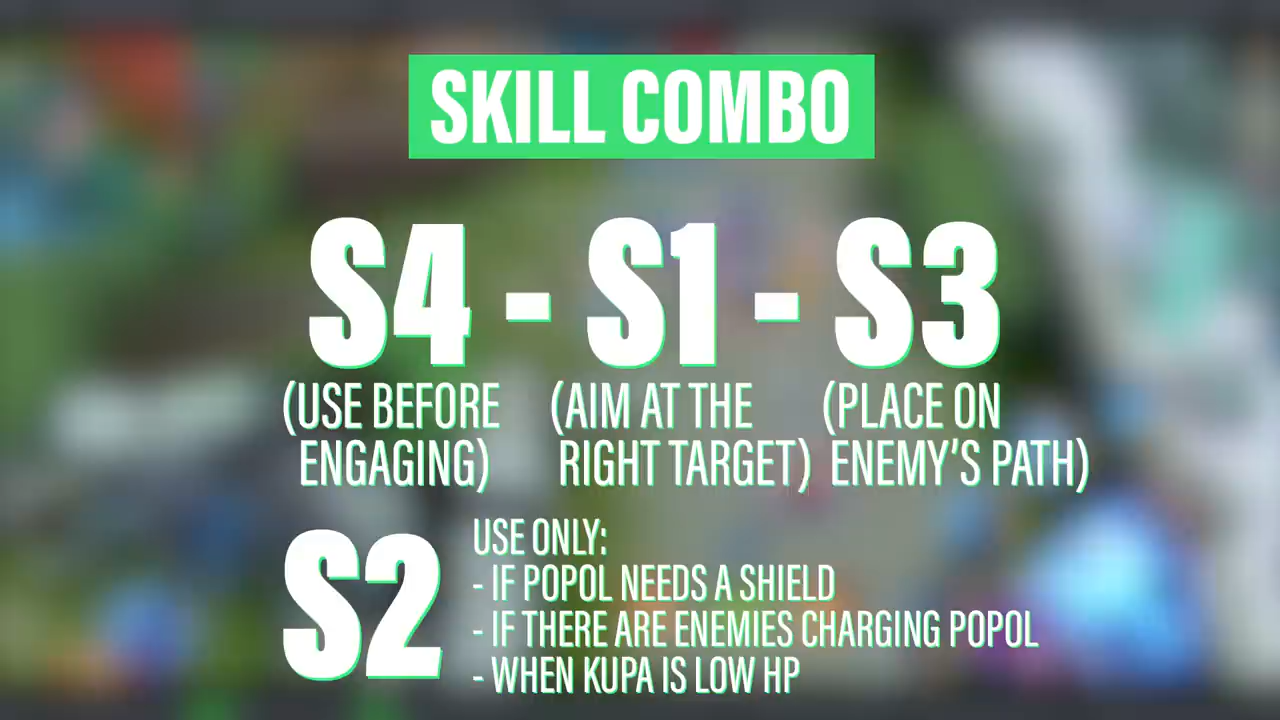 SKILL COMBO
S4 - S1 - S3
(USE BEFORE ENGAGING)
(AIM AT THE RIGHT TARGET)
(PLACE ON ENEMY'S PATH)
S2
USE ONLY:
- IF POPOL NEEDS A SHIELD
- IF THERE ARE ENEMIES CHARGING POPOL
- WHEN KUPA IS LOW HP